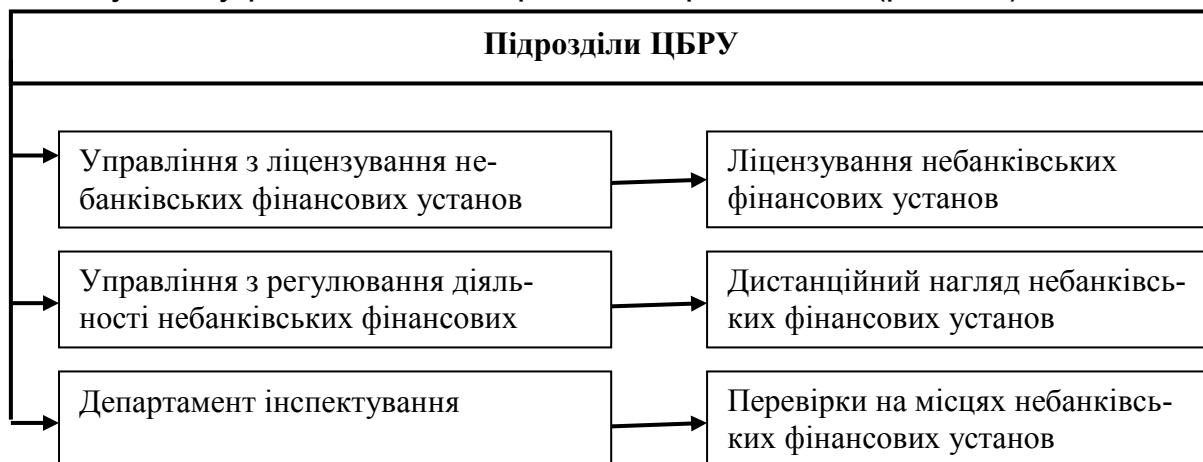 Підрозділи ЦБРУ
Управління з ліцензування не-
банківських фінансових установ
Ліцензування небанківських
фінансових установ
Управління з регулювання діяль-
ності небанківських фінансових
Дистанційний нагляд небанківсь-
ких фінансових установ
Департамент інспектування
Перевірки на місцях небанківсь-
ких фінансових установ